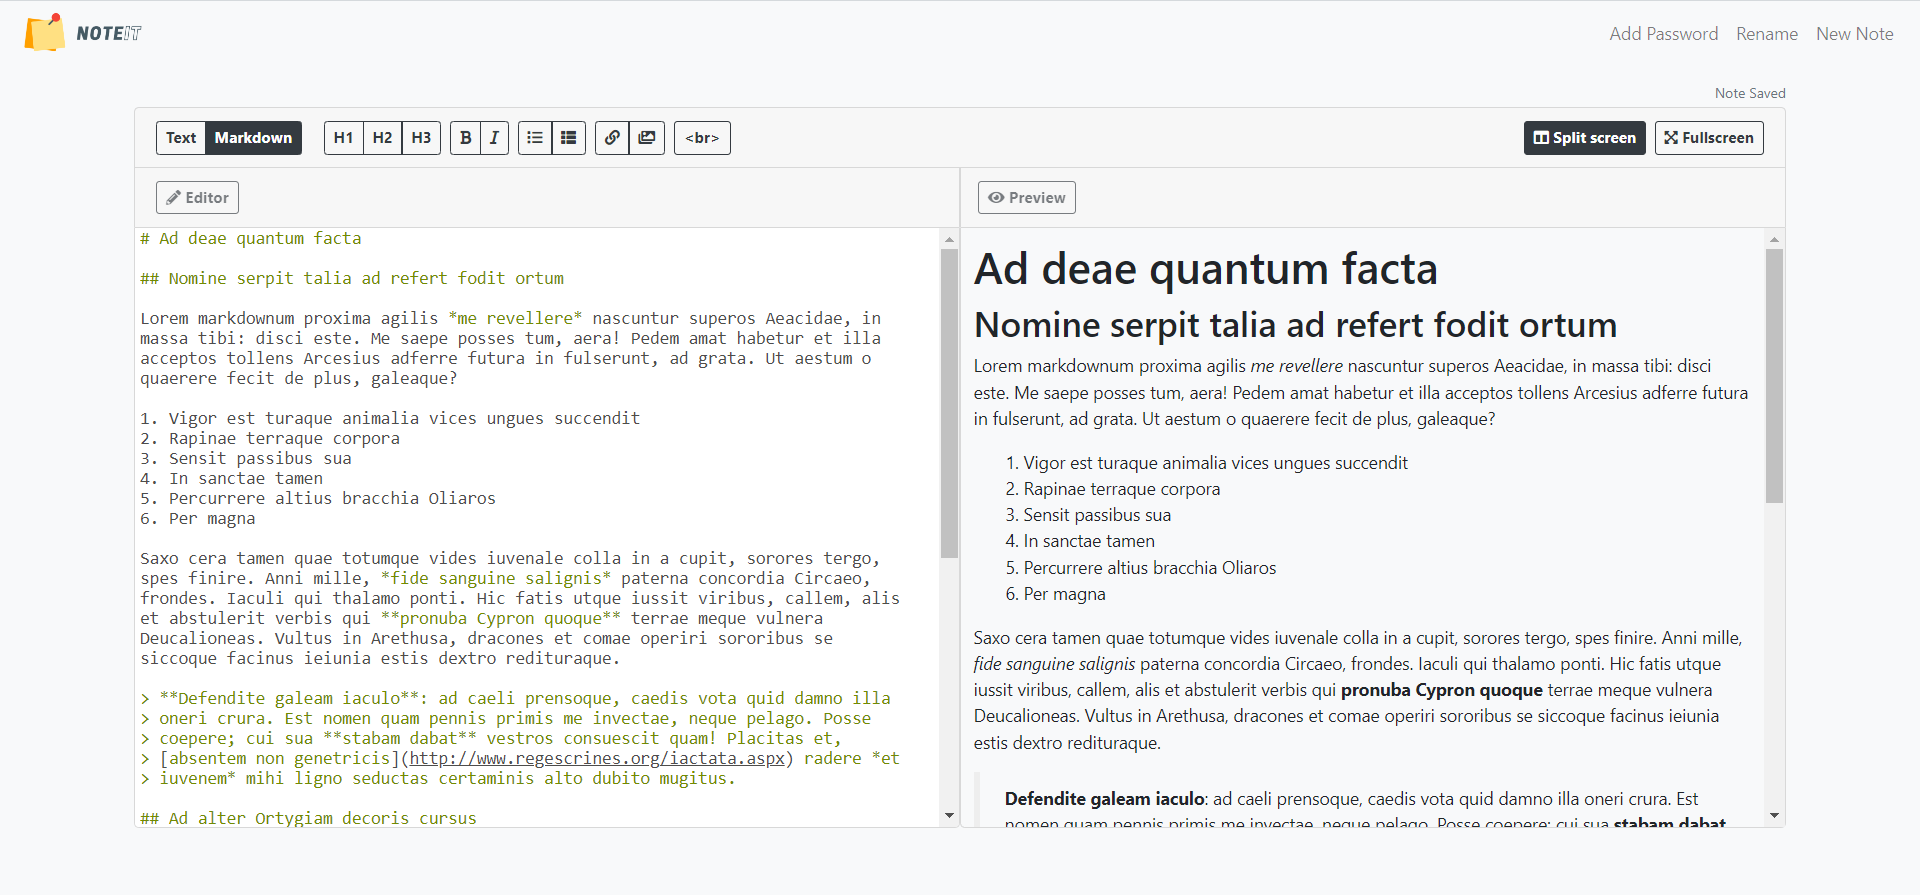 NOTEIT
Add Password Rename New Note
Note Saved
Text Markdown H1 H2 H3 B I <br> Split screen Fullscreen
Editor
# Ad deae quantum facta
## Nomine serpit talia ad refert fodit ortum
Lorem markdownum proxima agilis *me revellere* nascuntur superos Aeacidae, in
massa tibi: disci este. Me saepe posses tum, aera! Pedem amat habetur et illa
acceptos tollens Arcesius adferre futura in fulserunt, ad grata. Ut aestum o
quaerere fecit de plus, galeaque?
1. Vigor est turaque animalia vices ungues succendit
2. Rapinae terraque corpora
3. Sensit passibus sua
4. In sanctae tamen
5. Percurrere altius bracchia Oliaros
6. Per magna
Saxo cera tamen quae totumque vides iuvenale colla in a cupit, sorores tergo,
spes finire. Anni mille, *fide sanguine salignis* paterna concordia Circaeo,
frondes. Iaculi qui thalamo ponti. Hic fatis utque iussit viribus, callem, alis
et abstulerit verbis qui **pronuba Cypron quoque** terrae meque vulnera
Deucalioneas. Vultus in Arethusa, dracones et comae operiri sororibus se
siccoque facinus ieiunia estis dextro redituraque.
> **Defendite galeam iaculo**: ad caeli prensoque, caedis vota quid damno illa
> oneri crura. Est nomen quam pennis primis me invectae, neque pelago. Posse
> coepere; cui sua **stabam dabat** vestros consuescit quam! Placitas et,
> [absentem non genetricis](http://www.regescrines.org/iactata.aspx) radere *et
> iuvenem* mihi ligno seductas certaminis alto dubito mugitus.
## Ad alter Ortygiam decoris cursus
Preview
Ad deae quantum facta
Nomine serpit talia ad refert fodit ortum
Lorem markdownum proxima agilis me revellere nascuntur superos Aeacidae, in massa tibi: disci
este. Me saepe posses tum, aera! Pedem amat habetur et illa acceptos tollens Arcesius adferre futura
in fulserunt, ad grata. Ut aestum o quaerere fecit de plus, galeaque?
1. Vigor est turaque animalia vices ungues succendit
2. Rapinae terraque corpora
3. Sensit passibus sua
4. In sanctae tamen
5. Percurrere altius bracchia Oliaros
6. Per magna
Saxo cera tamen quae totumque vides iuvenale colla in a cupit, sorores tergo, spes finire. Anni mille,
fide sanguine salignis paterna concordia Circaeo, frondes. Iaculi qui thalamo ponti. Hic fatis utque
iussit viribus, callem, alis et abstulerit verbis qui pronuba Cypron quoque terrae meque vulnera
Deucalioneas. Vultus in Arethusa, dracones et comae operiri sororibus se siccoque facinus ieiunia
estis dextro redituraque.
Defendite galeam iaculo: ad caeli prensoque, caedis vota quid damno illa oneri crura. Est
nomen quam pennis primis me invectae, neque pelago. Posse coepere; cui sua stabam dabat